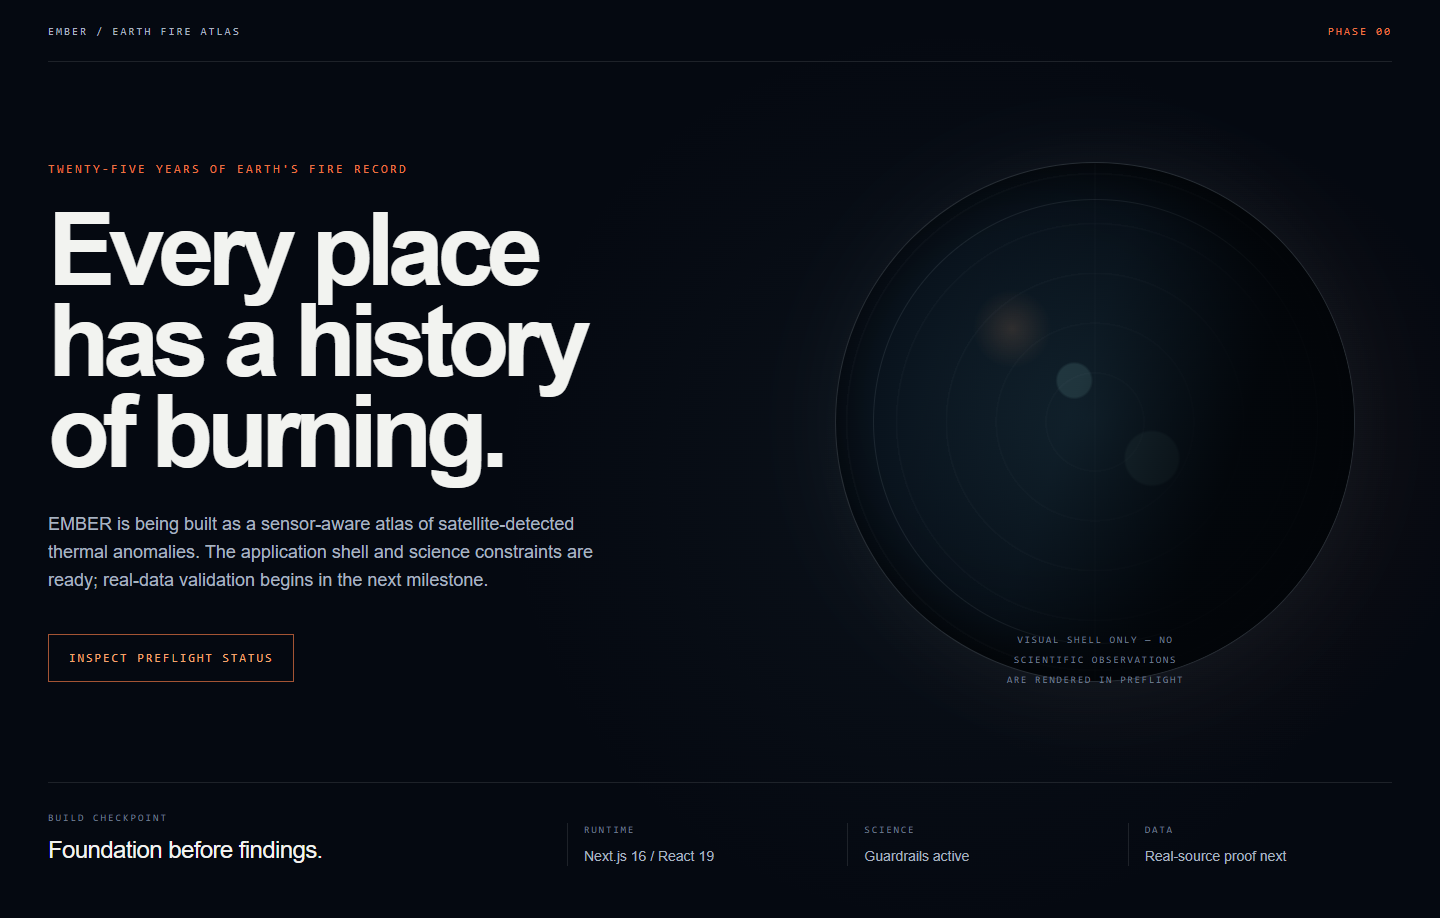 EMBER / EARTH FIRE ATLAS
PHASE 00
TWENTY-FIVE YEARS OF EARTH'S FIRE RECORD
Every place
has a history
of burning.
EMBER is being built as a sensor-aware atlas of satellite-detected
thermal anomalies. The application shell and science constraints are
ready; real-data validation begins in the next milestone.
INSPECT PREFLIGHT STATUS
VISUAL SHELL ONLY — NO
SCIENTIFIC OBSERVATIONS
ARE RENDERED IN PREFLIGHT
BUILD CHECKPOINT
Foundation before findings.
RUNTIME
Next.js 16 / React 19
SCIENCE
Guardrails active
DATA
Real-source proof next